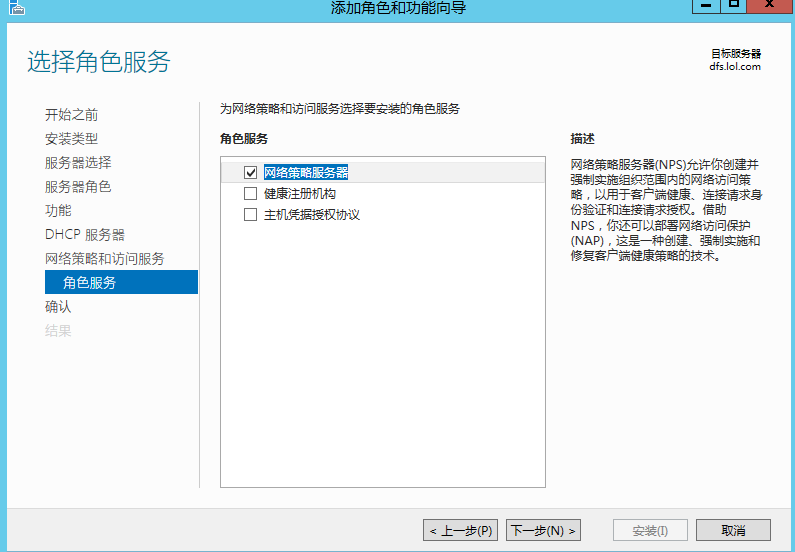 添加角色和功能向导
选择角色服务
目标服务器
dfs.lol.com
开始之前
安装类型
服务器选择
服务器角色
功能
DHCP 服务器
网络策略和访问服务
角色服务
确认
结果
为网络策略和访问服务选择要安装的角色服务
角色服务
网络策略服务器
健康注册机构
主机凭据授权协议
描述
网络策略服务器(NPS)允许你创建并
强制实施组织范围内的网络访问策
略，以用于客户端健康、连接请求身
份验证和连接请求授权。借助
NPS，你还可以部署网络访问保护
(NAP)，这是一种创建、强制实施和
修复客户端健康策略的技术。
< 上一步(P)
下一步(N) >
安装(I)
取消